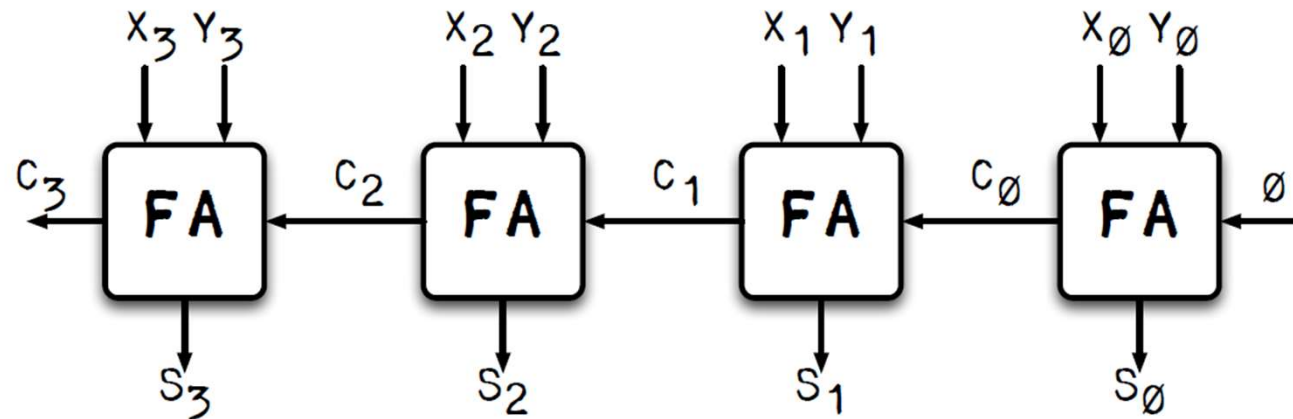 X3 Y3 X2 Y2 X1 Y1 XØ YØ
C3 C2 C1 CØ Ø
FA FA FA FA
S3 S2 S1 SØ